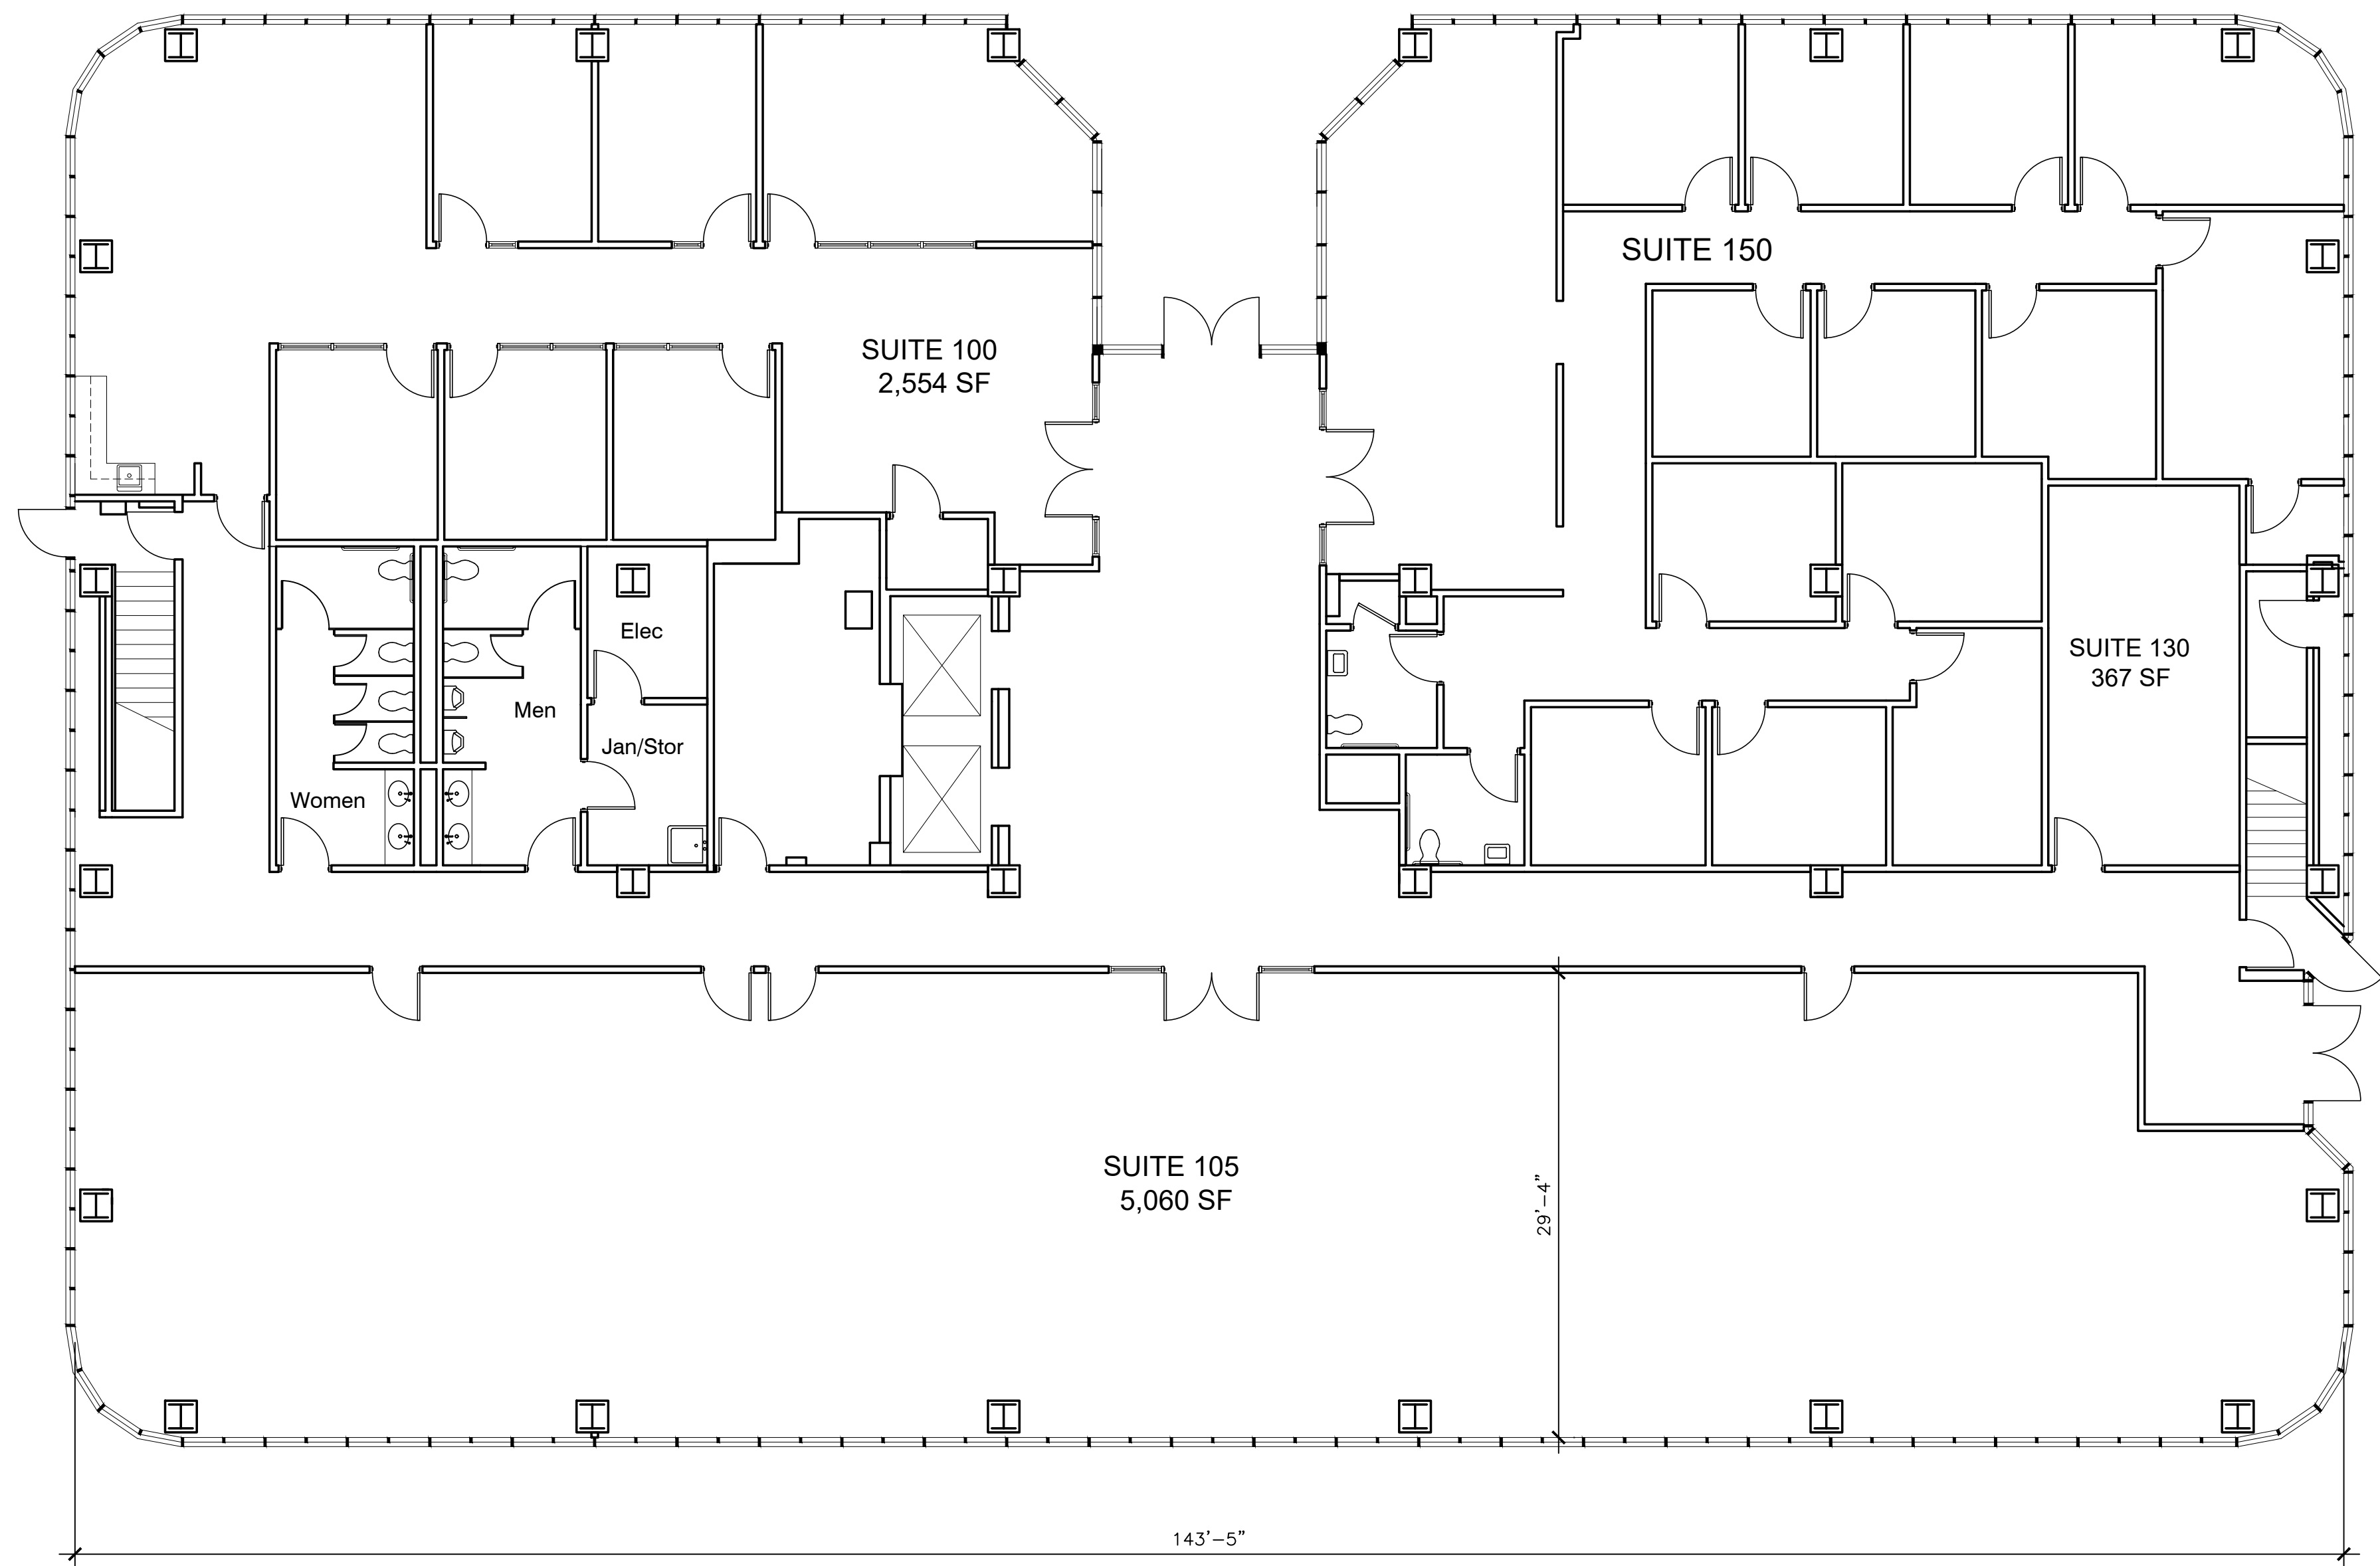 SUITE 150
SUITE 100
2,554 SF
Elec
SUITE 130
367 SF
Men
Jan/Stor
Women
SUITE 105
5,060 SF
29'-4"
143'-5"